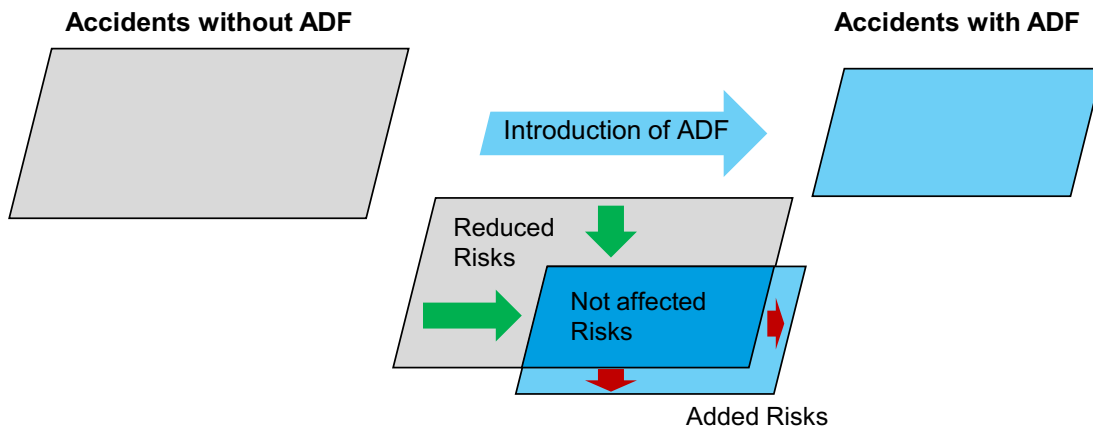 Accidents without ADF
Accidents with ADF
Introduction of ADF
Reduced
Risks
Not affected
Risks
Added Risks